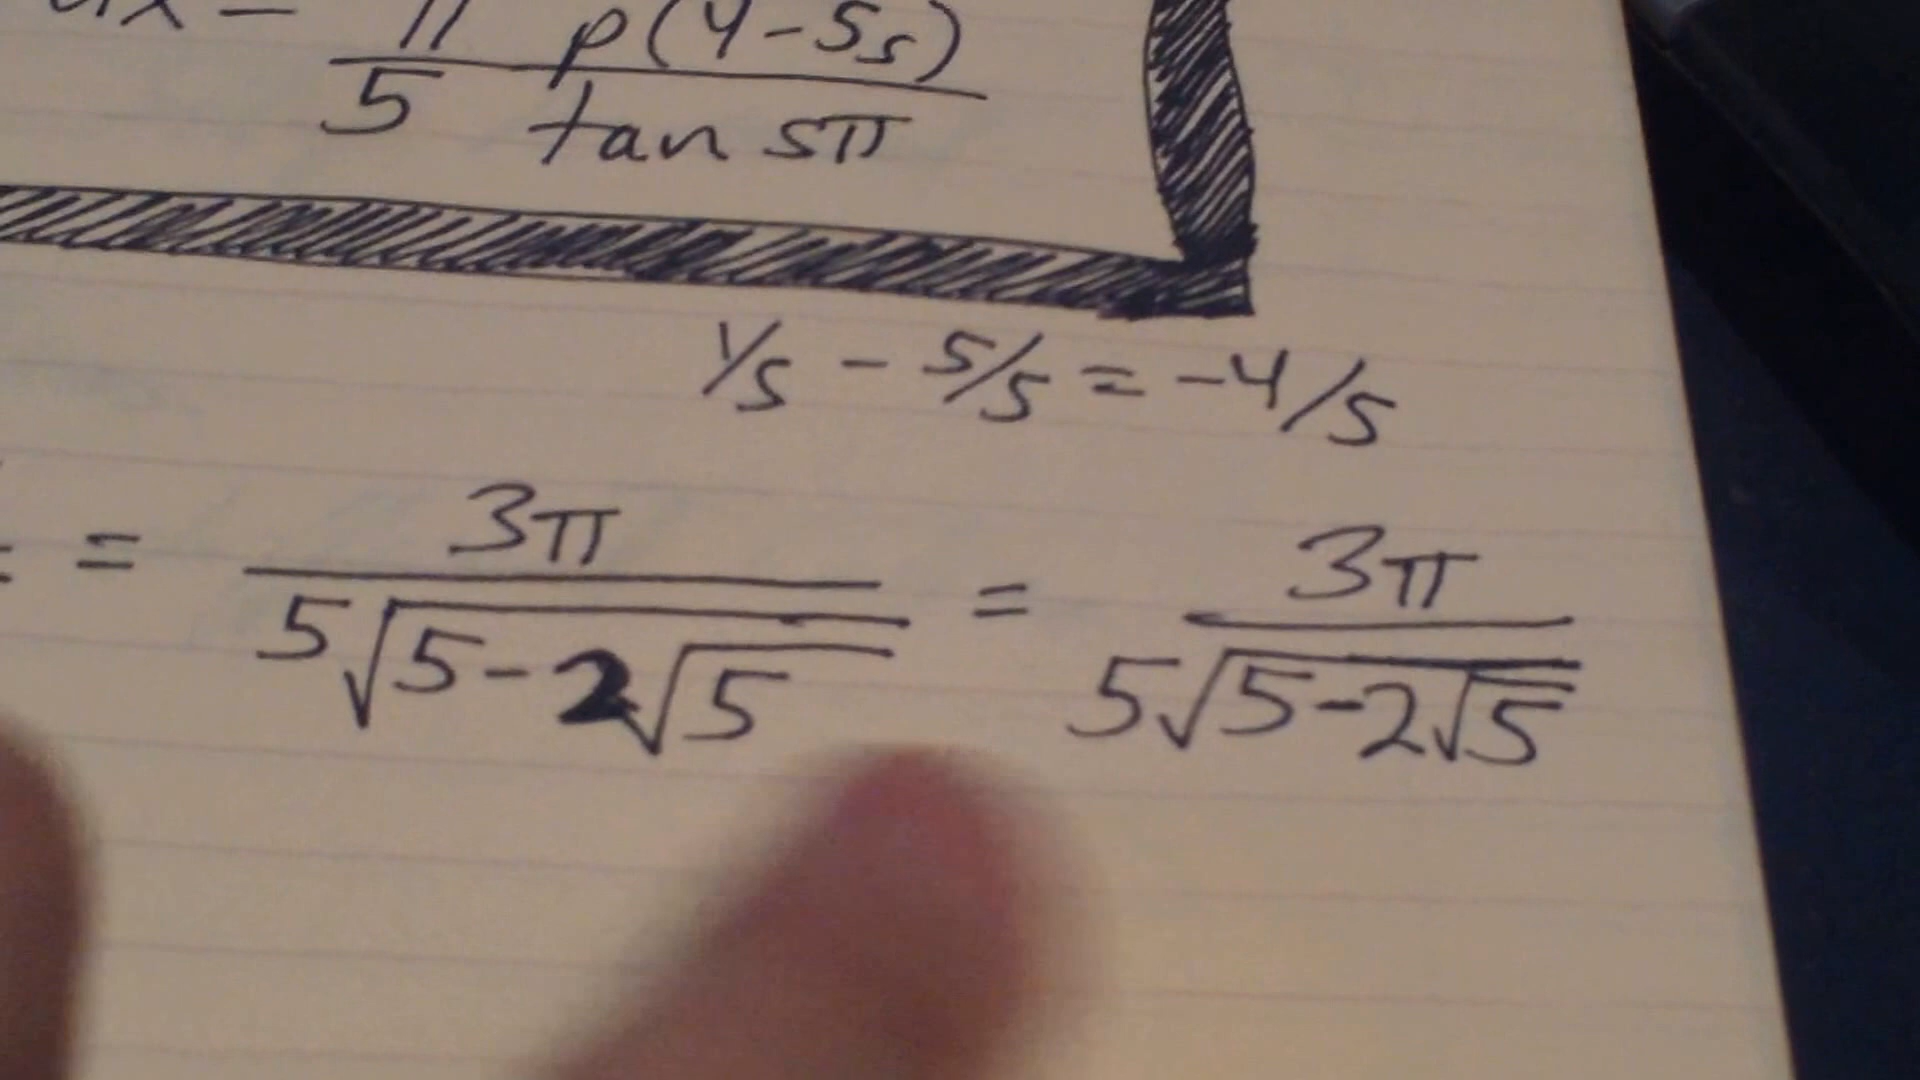 dx = π/5 p(4-5s)/tan sπ
1/5 - 5/5 = -4/5
= 3π/(5√(5-2√5)) = 3π/(5√(5-2√5))